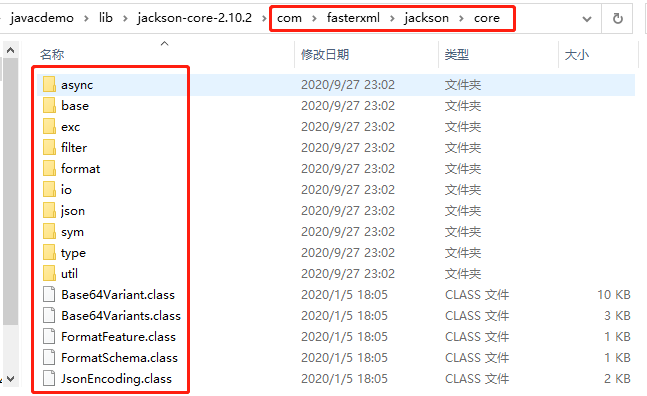 javacdemo › lib › jackson-core-2.10.2 › com › fasterxml › jackson › core
名称 修改日期 类型 大小
async 2020/9/27 23:02 文件夹
base 2020/9/27 23:02 文件夹
exc 2020/9/27 23:02 文件夹
filter 2020/9/27 23:02 文件夹
format 2020/9/27 23:02 文件夹
io 2020/9/27 23:02 文件夹
json 2020/9/27 23:02 文件夹
sym 2020/9/27 23:02 文件夹
type 2020/9/27 23:02 文件夹
util 2020/9/27 23:02 文件夹
Base64Variant.class 2020/1/5 18:05 CLASS 文件 10 KB
Base64Variants.class 2020/1/5 18:05 CLASS 文件 3 KB
FormatFeature.class 2020/1/5 18:05 CLASS 文件 1 KB
FormatSchema.class 2020/1/5 18:05 CLASS 文件 1 KB
JsonEncoding.class 2020/1/5 18:05 CLASS 文件 2 KB